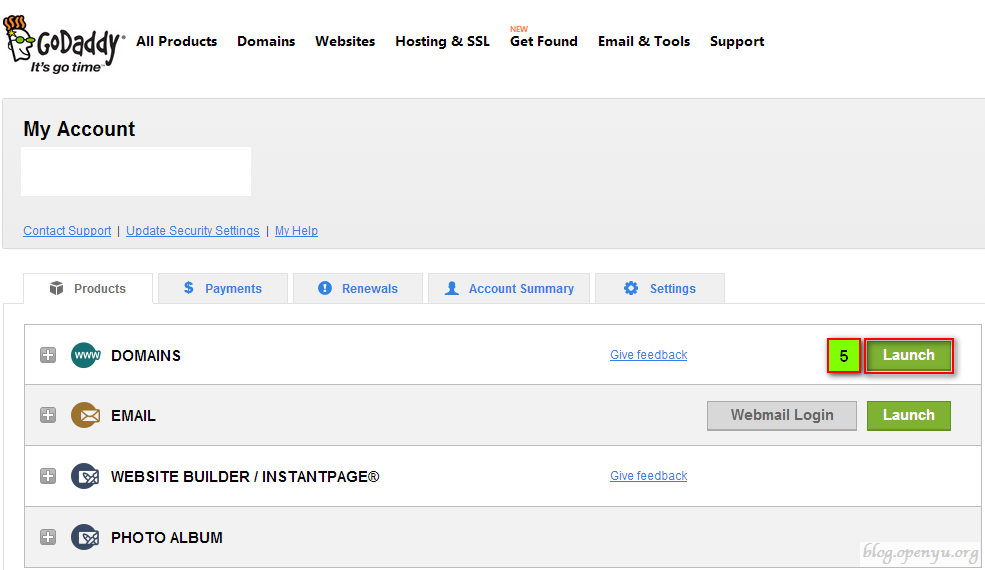 GoDaddy
It's go time™
All Products Domains Websites Hosting & SSL NEW Get Found Email & Tools Support
My Account
Contact Support | Update Security Settings | My Help
Products $ Payments Renewals Account Summary Settings
www DOMAINS Give feedback 5 Launch
EMAIL Webmail Login Launch
WEBSITE BUILDER / INSTANTPAGE® Give feedback
PHOTO ALBUM
blog.openyu.org